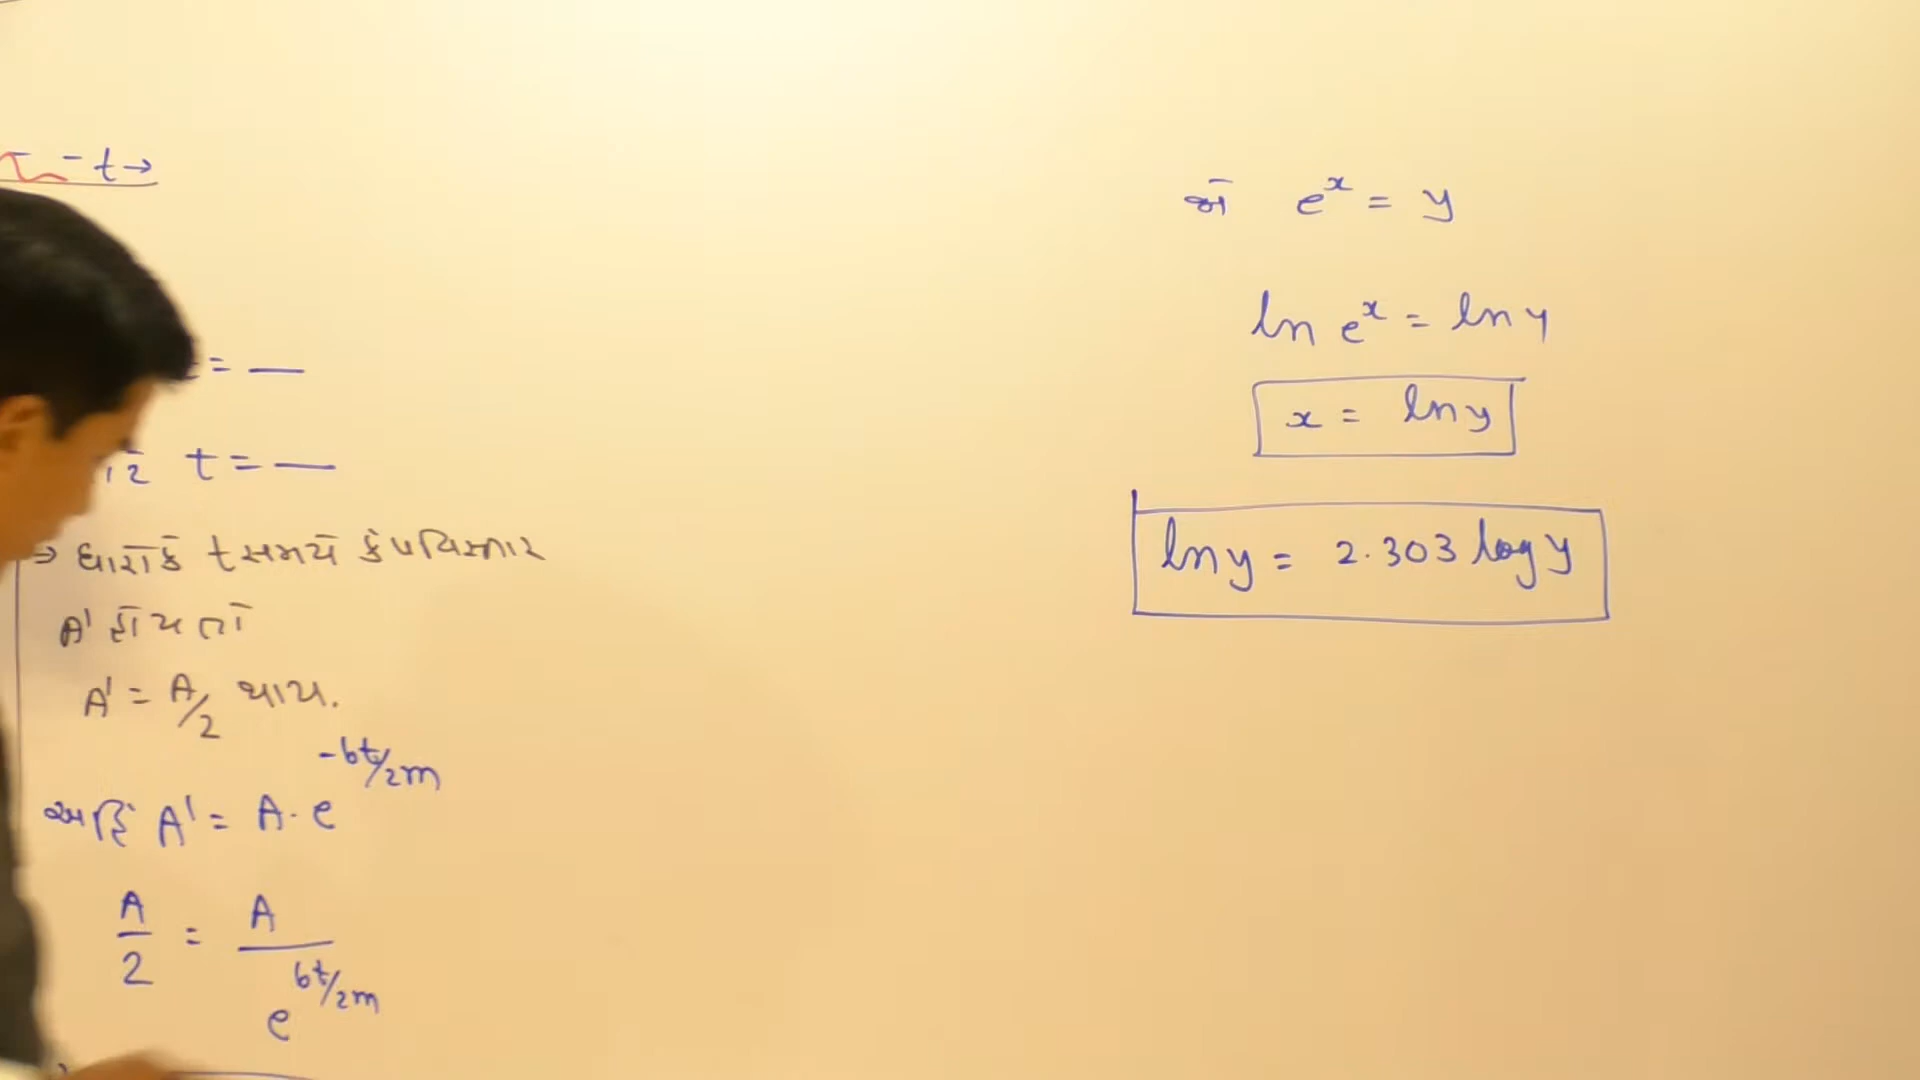 - t →
= —
t = —
⇒ ધારોકે t સમયે કંપવિસ્તાર
A' હોય તો
A' = A/2 થાય.
અહિં A' = A · e^(-bt/2m)
A/2 = A / e^(bt/2m)
જો e^x = y
ln e^x = ln y
x = ln y
ln y = 2.303 log y